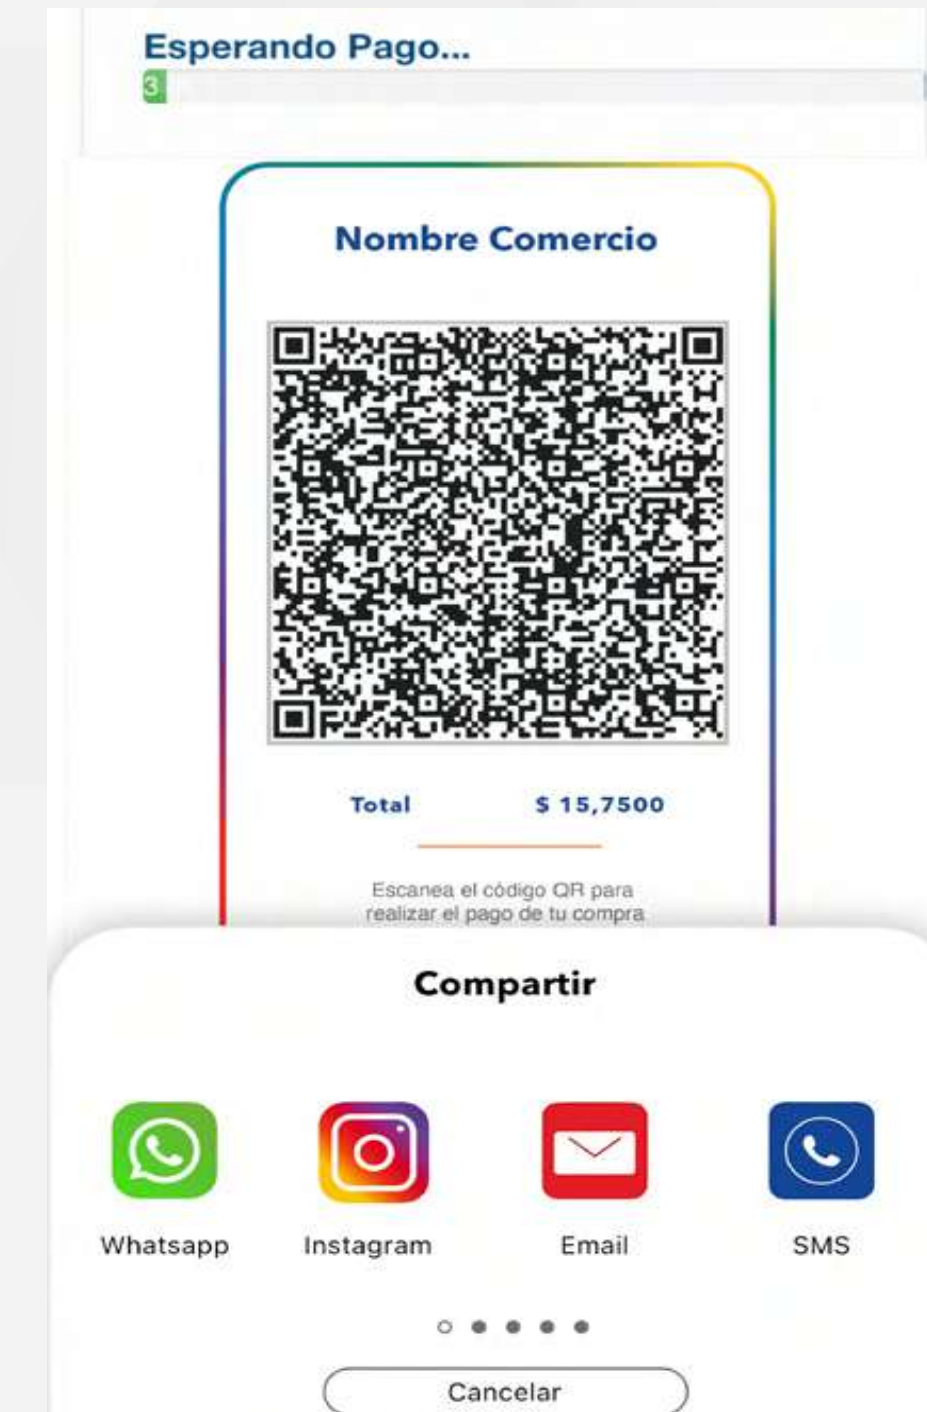 Esperando Pago...
3
Nombre Comercio
Total $ 15,7500
Escanea el código QR para
realizar el pago de tu compra
Compartir
Whatsapp Instagram Email SMS
Cancelar